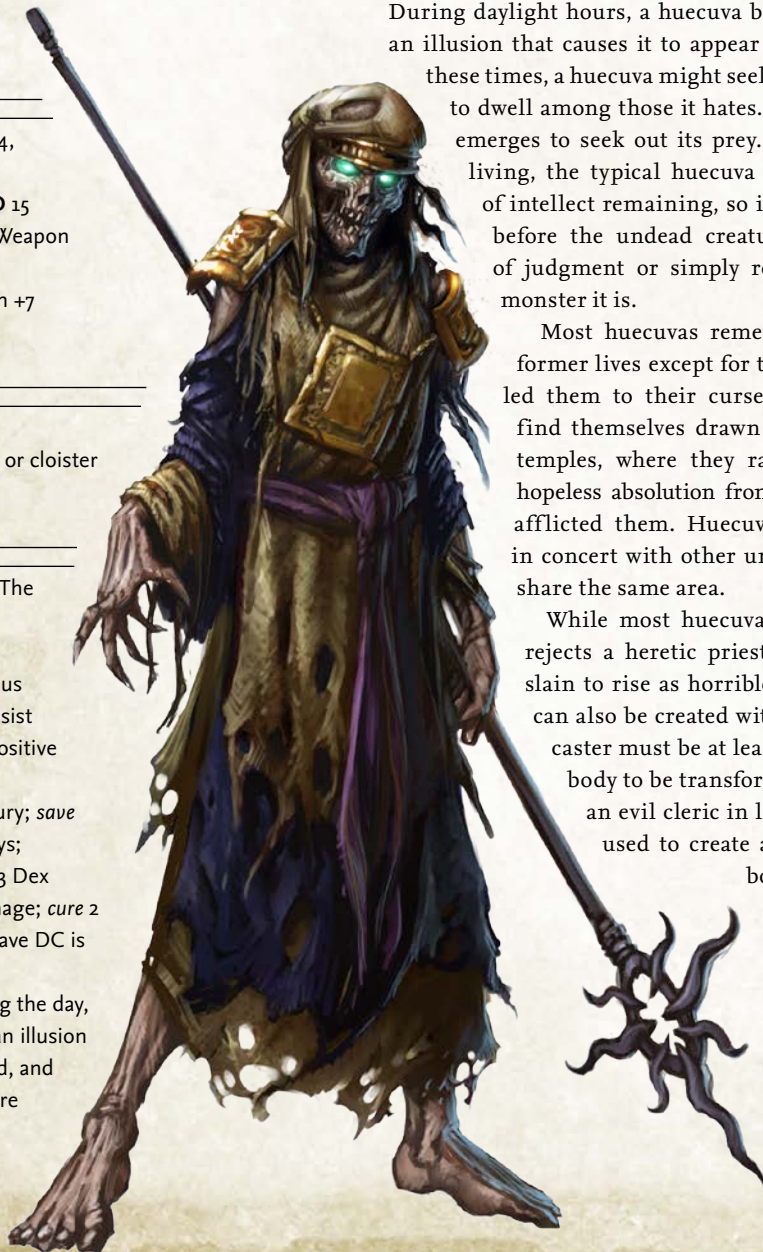 4,
D 15
Weapon
n +7
or cloister
The
us
sist
ositive
ury; save
ys;
3 Dex
nage; cure 2
ave DC is
g the day,
an illusion
d, and
re
During daylight hours, a huecuva b
an illusion that causes it to appear
these times, a huecuva might seek
to dwell among those it hates.
emerges to seek out its prey.
living, the typical huecuva
of intellect remaining, so i
before the undead creatu
of judgment or simply re
monster it is.
Most huecuvas reme
former lives except for t
led them to their curse
find themselves drawn
temples, where they ra
hopeless absolution from
afflicted them. Huecuv
in concert with other un
share the same area.
While most huecuva
rejects a heretic priest
slain to rise as horrible
can also be created wit
caster must be at lea
body to be transfor
an evil cleric in l
used to create a
bo